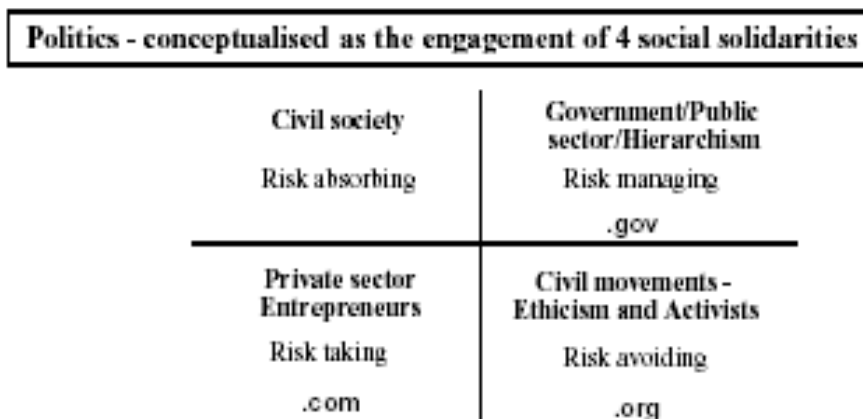 Politics - conceptualised as the engagement of 4 social solidarities
Civil society
Risk absorbing
Government/Public
sector/Hierarchism
Risk managing
.gov
Private sector
Entrepreneurs
Risk taking
.com
Civil movements -
Ethicism and Activists
Risk avoiding
.org